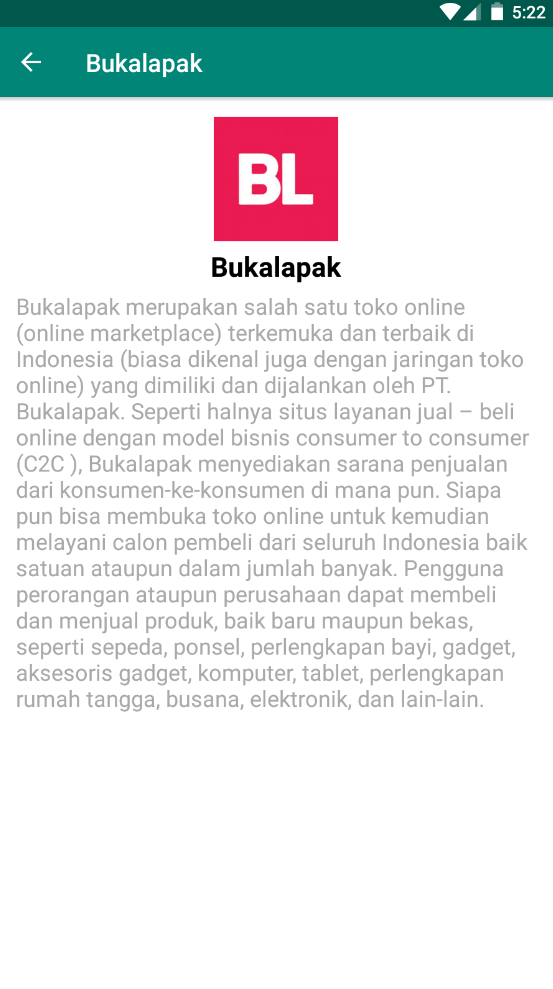 5:22
Bukalapak
BL
Bukalapak
Bukalapak merupakan salah satu toko online
(online marketplace) terkemuka dan terbaik di
Indonesia (biasa dikenal juga dengan jaringan toko
online) yang dimiliki dan dijalankan oleh PT.
Bukalapak. Seperti halnya situs layanan jual – beli
online dengan model bisnis consumer to consumer
(C2C ), Bukalapak menyediakan sarana penjualan
dari konsumen-ke-konsumen di mana pun. Siapa
pun bisa membuka toko online untuk kemudian
melayani calon pembeli dari seluruh Indonesia baik
satuan ataupun dalam jumlah banyak. Pengguna
perorangan ataupun perusahaan dapat membeli
dan menjual produk, baik baru maupun bekas,
seperti sepeda, ponsel, perlengkapan bayi, gadget,
aksesoris gadget, komputer, tablet, perlengkapan
rumah tangga, busana, elektronik, dan lain-lain.